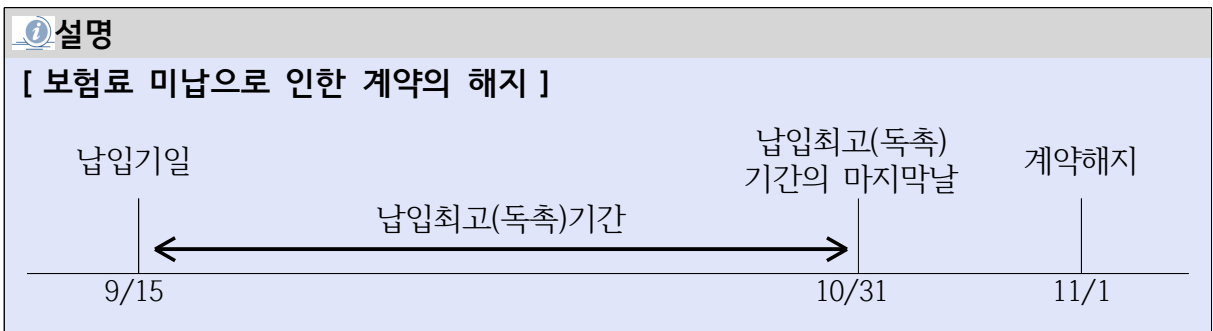 설명
[ 보험료 미납으로 인한 계약의 해지 ]
납입기일
납입최고(독촉)
기간의 마지막날
계약해지
납입최고(독촉)기간
9/15
10/31
11/1